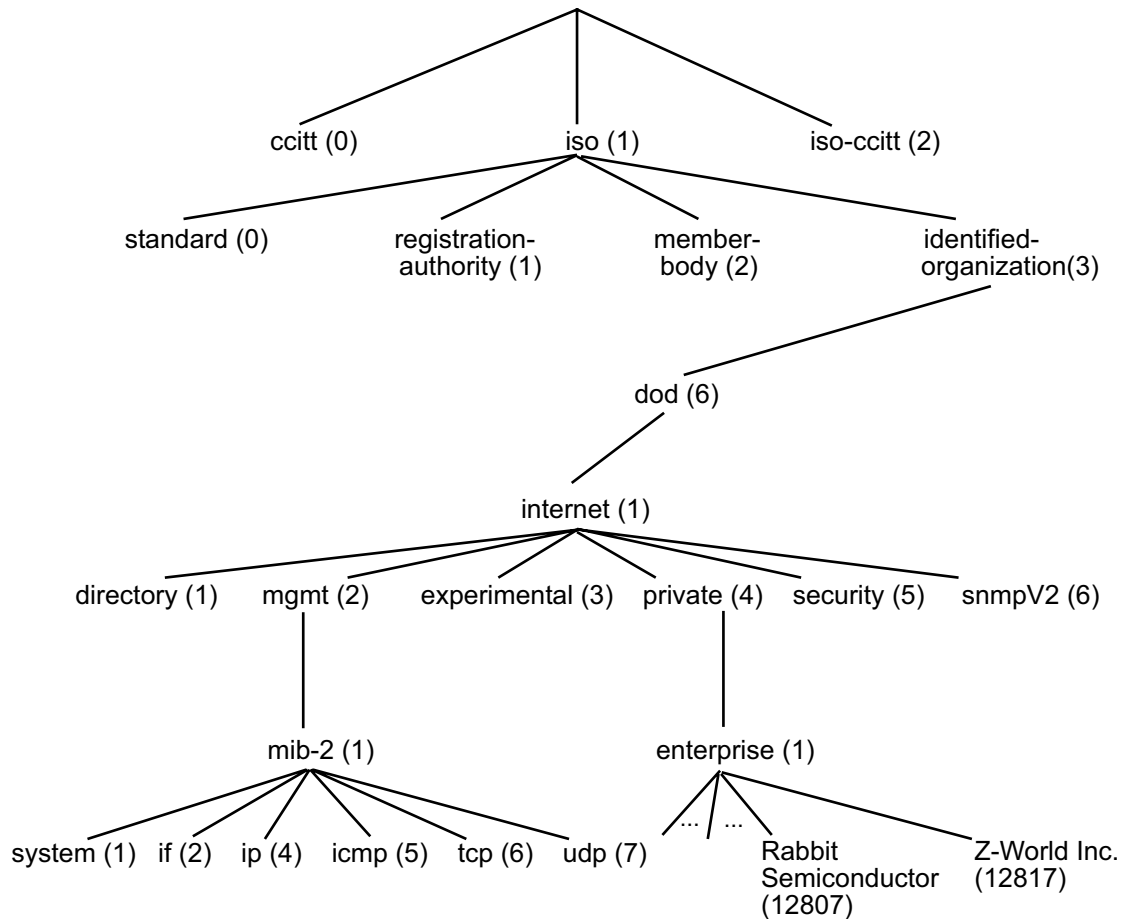 ccitt (0) iso (1) iso-ccitt (2)
standard (0) registration- member- identified-
authority (1) body (2) organization(3)
dod (6)
internet (1)
directory (1) mgmt (2) experimental (3) private (4) security (5) snmpV2 (6)
mib-2 (1) enterprise (1)
... ...
system (1) if (2) ip (4) icmp (5) tcp (6) udp (7) Rabbit Z-World Inc.
Semiconductor (12817)
(12807)